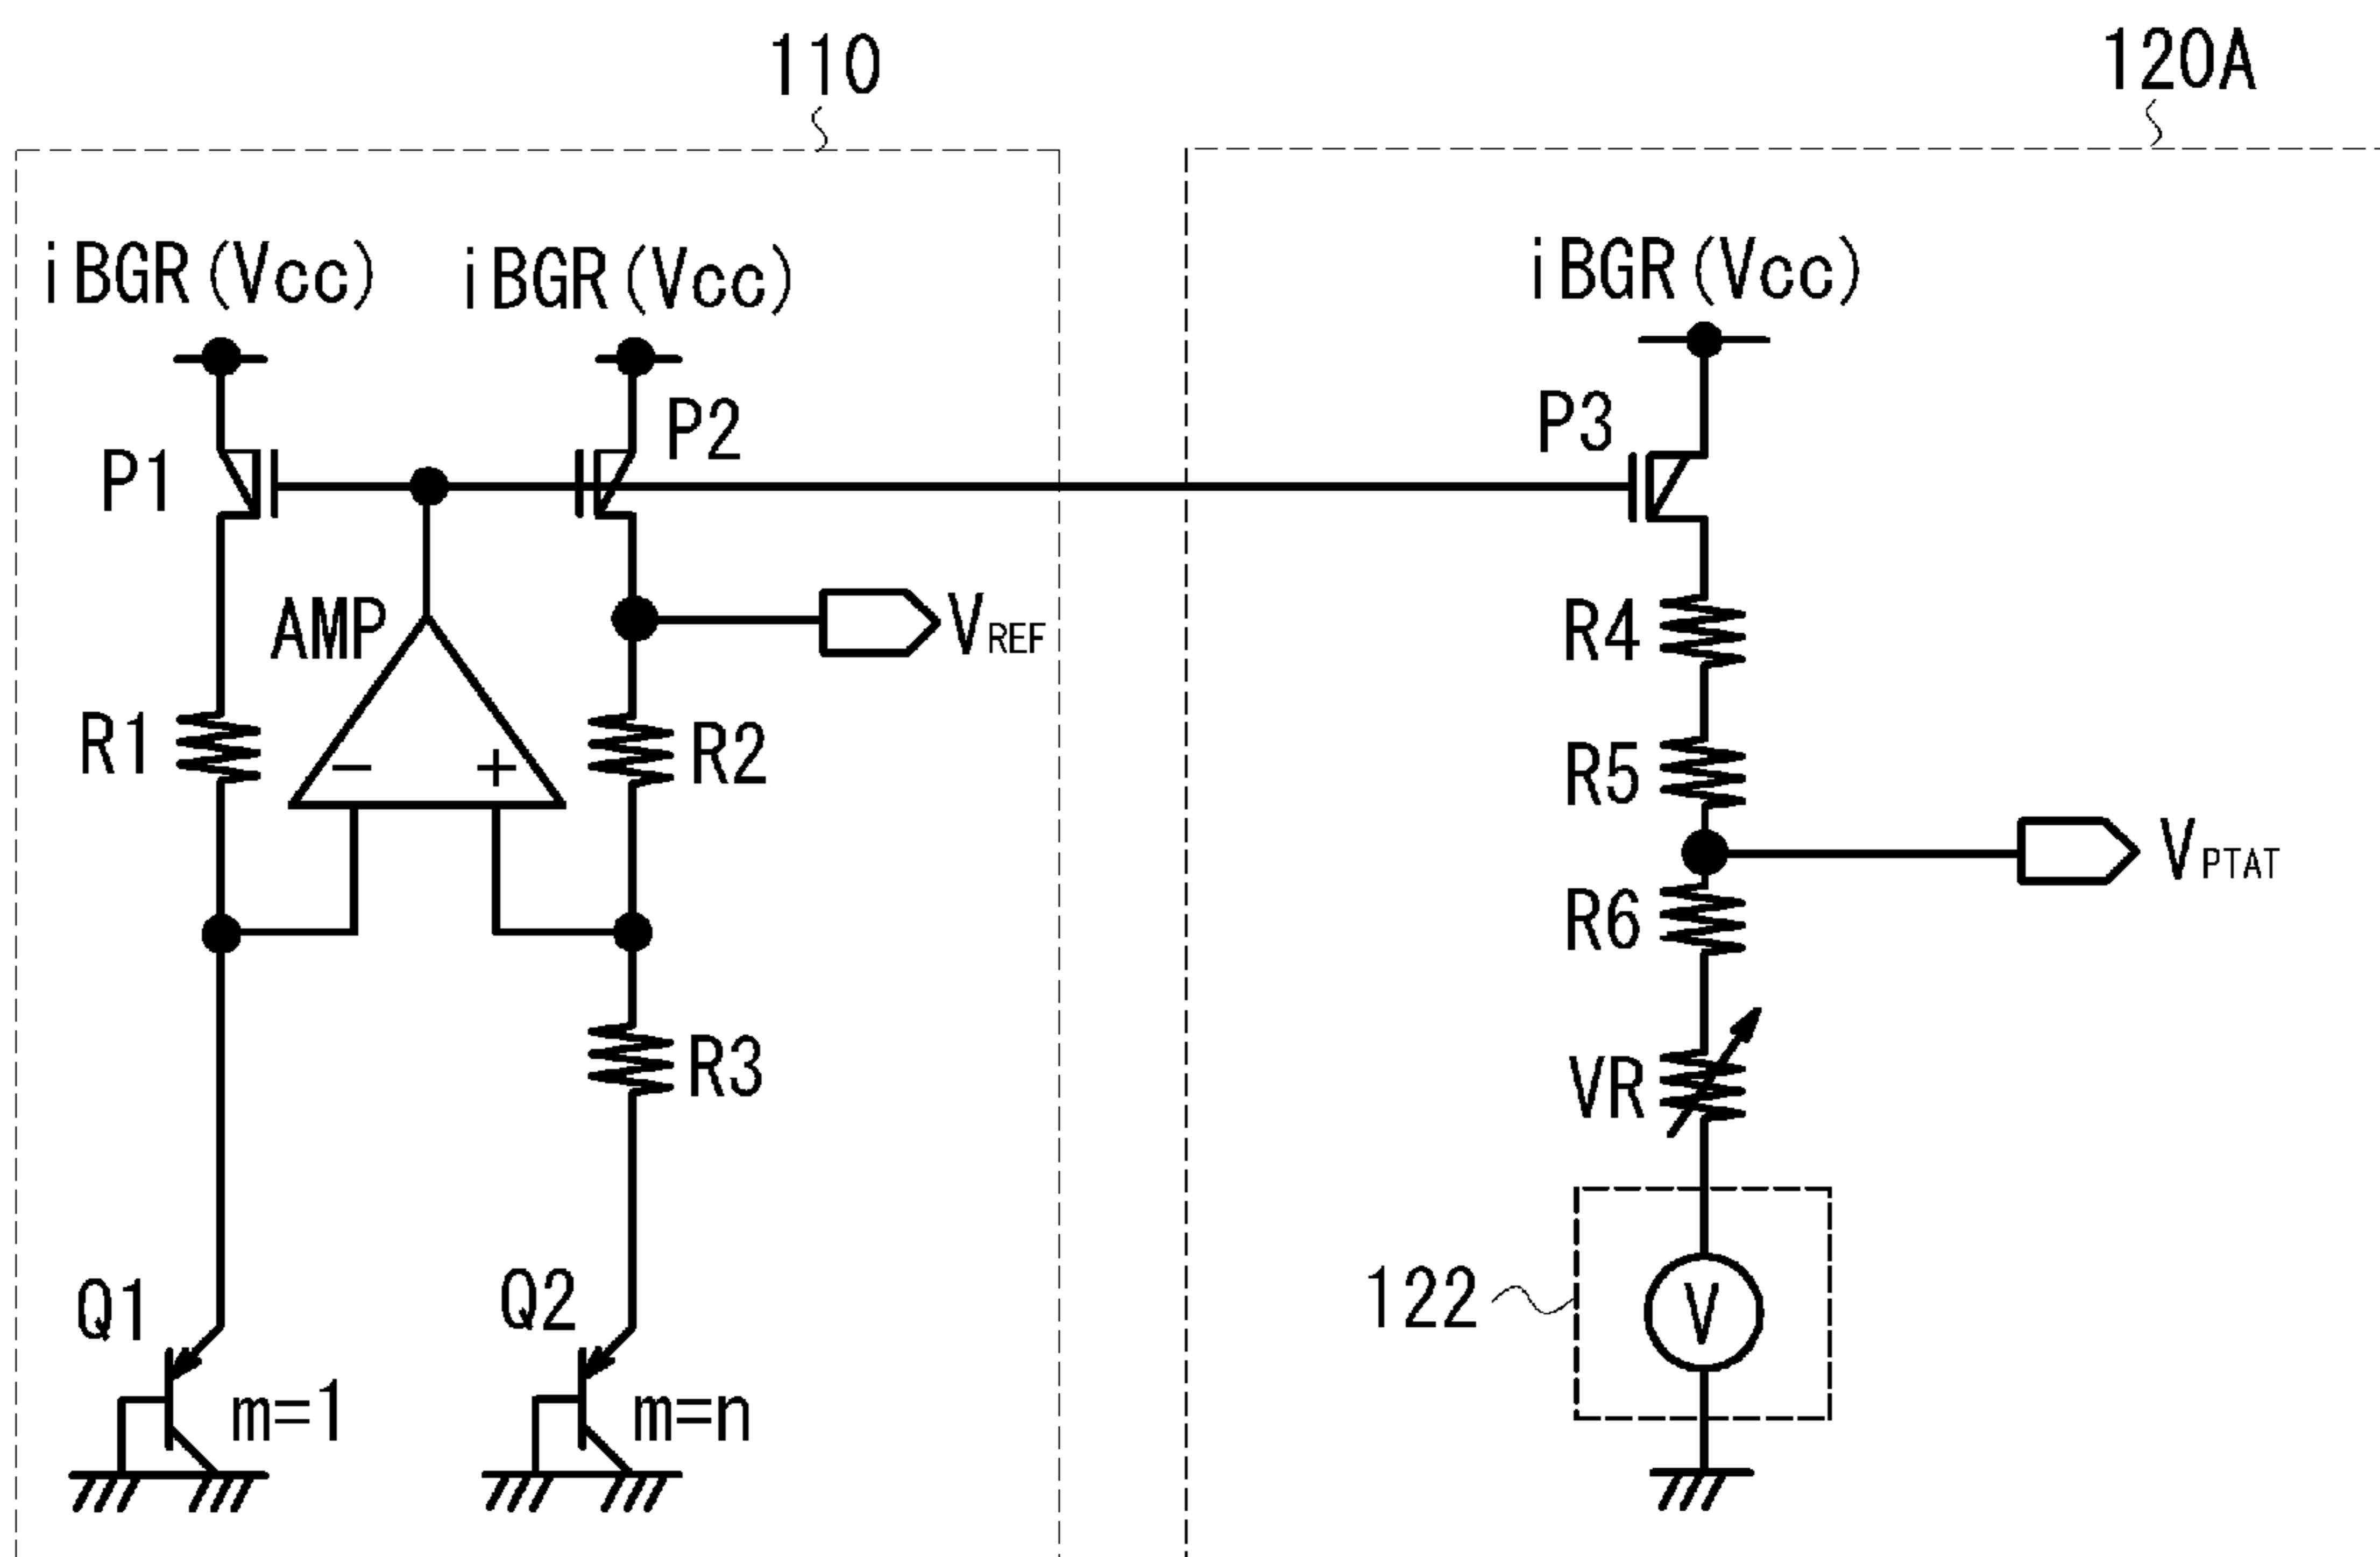 110
120A
iBGR(Vcc)
iBGR(Vcc)
iBGR(Vcc)
P1
P2
P3
AMP
VREF
R1
−
+
R2
R4
R5
VPTAT
R6
R3
VR
Q1
m=1
Q2
m=n
122
V